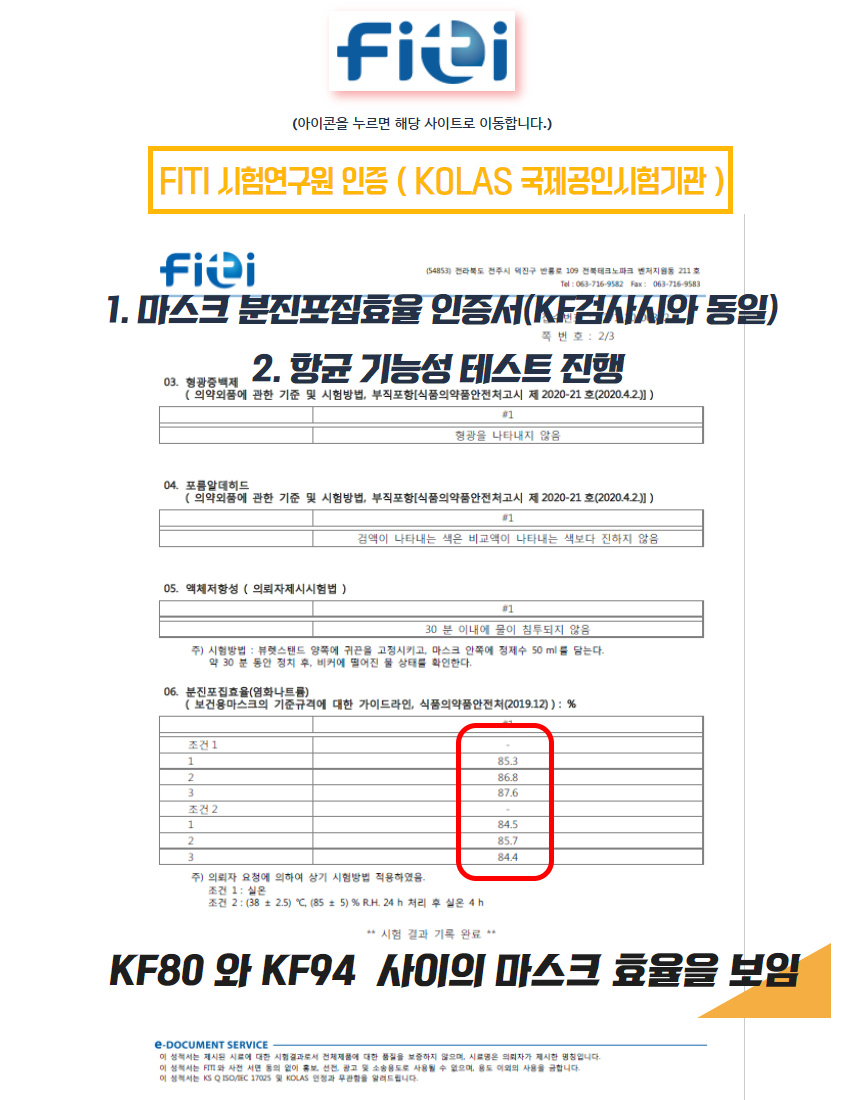 FiTi
(아이콘을 누르면 해당 사이트로 이동합니다.)
FITI 시험연구원 인증 ( KOLAS 국제공인시험기관 )
FiTi
(54853) 전라북도 전주시 덕진구 반룡로 109 전북테크노파크 벤처지원동 211 호
Tel : 063-716-9582 Fax : 063-716-9583
1. 마스크 분진포집효율 인증서(KF검사시와 동일)
쪽 번 호 : 2/3
2. 항균 기능성 테스트 진행
03. 형광증백제
( 의약외품에 관한 기준 및 시험방법, 부직포항[식품의약품안전처고시 제 2020-21 호(2020.4.2.)] )
#1
형광을 나타내지 않음
04. 포름알데히드
( 의약외품에 관한 기준 및 시험방법, 부직포항[식품의약품안전처고시 제 2020-21 호(2020.4.2.)] )
#1
검액이 나타내는 색은 비교액이 나타내는 색보다 진하지 않음
05. 액체저항성 ( 의뢰자제시시험법 )
#1
30 분 이내에 물이 침투되지 않음
주) 시험방법 : 뷰렛스탠드 양쪽에 귀끈을 고정시키고, 마스크 안쪽에 정제수 50 ml 를 담는다.
약 30 분 동안 정치 후, 비커에 떨어진 물 상태를 확인한다.
06. 분진포집효율(염화나트륨)
( 보건용마스크의 기준규격에 대한 가이드라인, 식품의약품안전처(2019.12) ) : %
#1
조건 1 -
1 85.3
2 86.8
3 87.6
조건 2 -
1 84.5
2 85.7
3 84.4
주) 의뢰자 요청에 의하여 상기 시험방법 적용하였음.
조건 1 : 실온
조건 2 : (38 ± 2.5) ℃, (85 ± 5) % R.H. 24 h 처리 후 실온 4 h
** 시험 결과 기록 완료 **
KF80 와 KF94 사이의 마스크 효율을 보임
e-DOCUMENT SERVICE
이 성적서는 제시된 시료에 대한 시험결과로서 전체제품에 대한 품질을 보증하지 않으며, 시료명은 의뢰자가 제시한 명칭입니다.
이 성적서는 FITI 와 사전 서면 동의 없이 홍보, 선전, 광고 및 소송용도로 사용될 수 없으며, 용도 이외의 사용을 금합니다.
이 성적서는 KS Q ISO/IEC 17025 및 KOLAS 인정과 무관함을 알려드립니다.